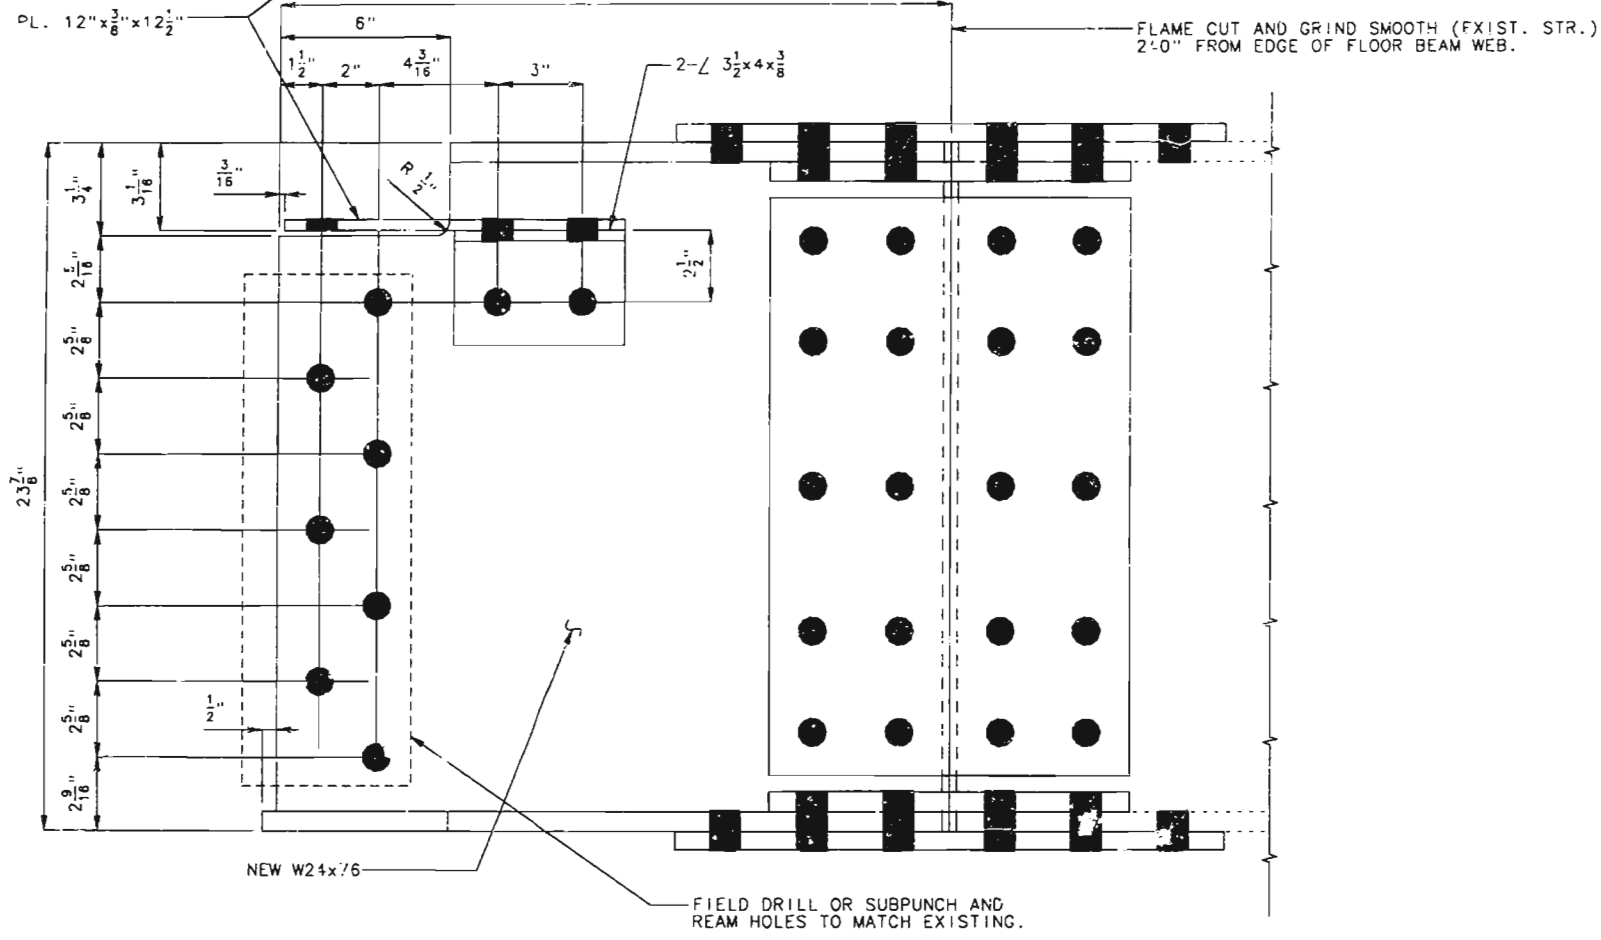 PL. 12"x3/8"x12 1/2"
6"
1 1/2"
2"
4 3/16"
3"
2-∠ 3 1/2x4x3/8
FLAME CUT AND GRIND SMOOTH (EXIST. STR.)
2'-0" FROM EDGE OF FLOOR BEAM WEB.
3 1/4"
3 1/16"
3/16"
R 1/2"
2 5/16"
2 1/2"
2 5/8"
2 5/8"
2 5/8"
2 5/8"
2 5/8"
2 5/8"
23 7/8"
1/2"
2 9/16"
NEW W24x76
FIELD DRILL OR SUBPUNCH AND
REAM HOLES TO MATCH EXISTING.